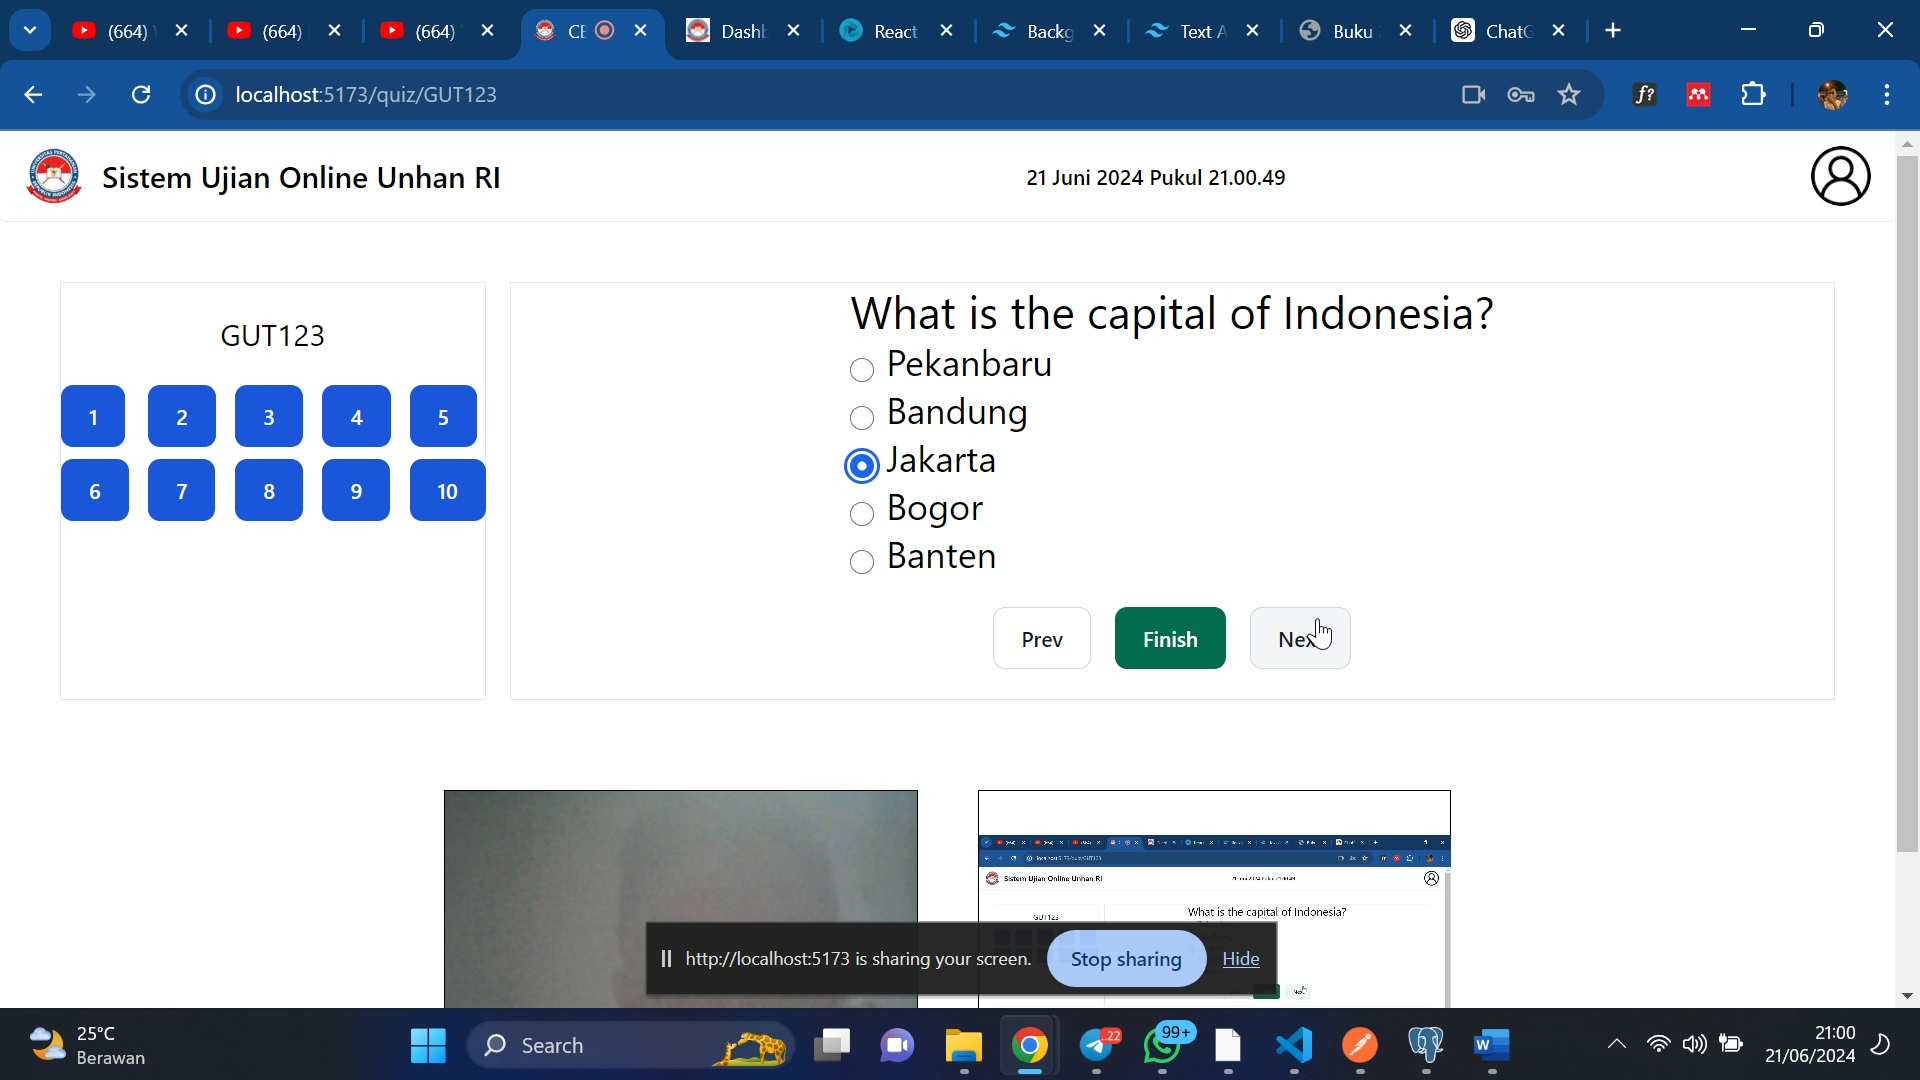 (664)
(664)
(664)
CE
Dashb
React
Backg
Text A
Buku
ChatG
localhost:5173/quiz/GUT123
Sistem Ujian Online Unhan RI
21 Juni 2024 Pukul 21.00.49
GUT123
1 2 3 4 5
6 7 8 9 10
What is the capital of Indonesia?
Pekanbaru
Bandung
Jakarta
Bogor
Banten
Prev
Finish
Nex
Sistem Ujian Online Unhan RI
GUT123
What is the capital of Indonesia?
http://localhost:5173 is sharing your screen.
Stop sharing
Hide
25°C
Berawan
Search
22
99+
21:00
21/06/2024